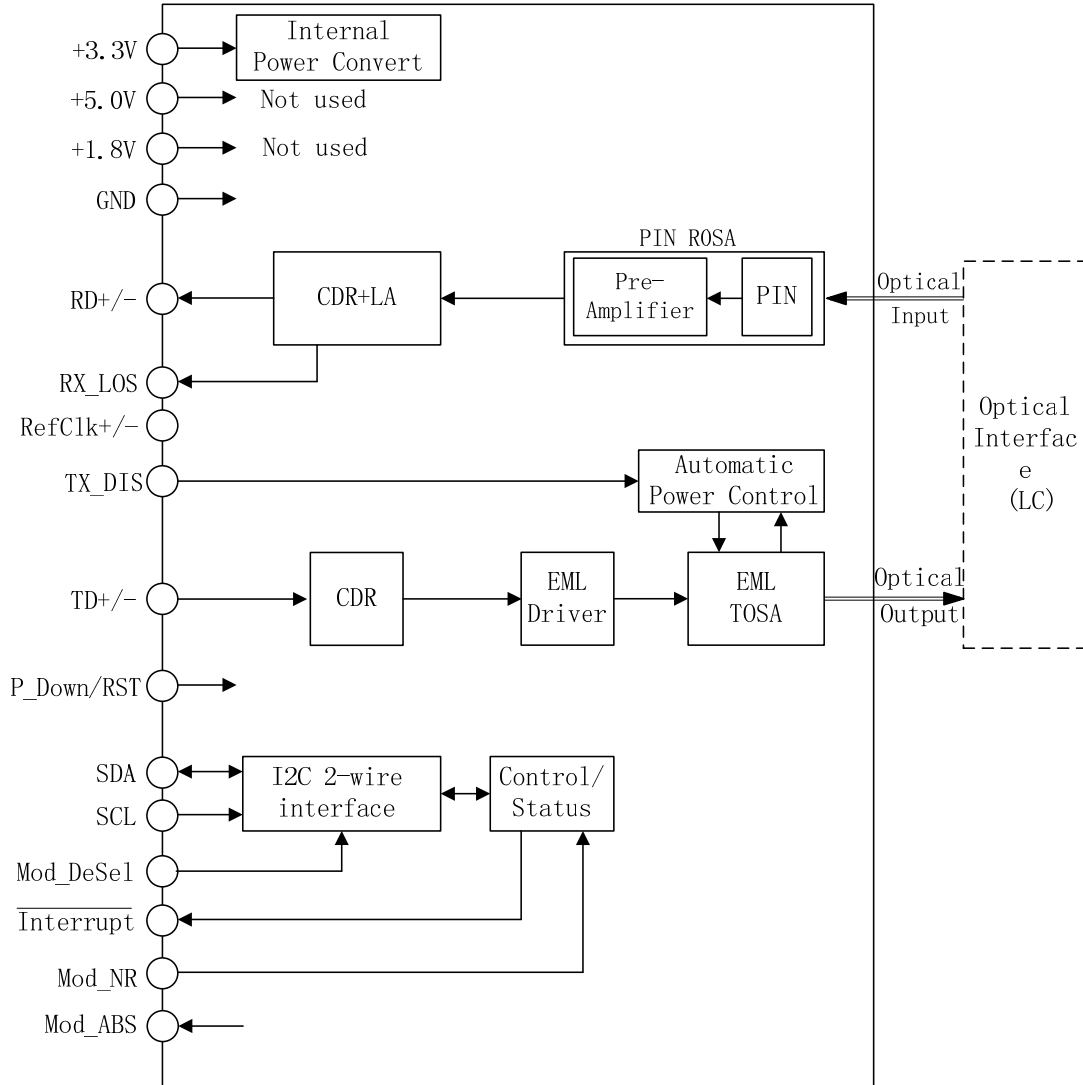 +3.3V
Internal
Power Convert
+5.0V
Not used
+1.8V
Not used
GND
PIN ROSA
RD+/-
CDR+LA
Pre-
Amplifier
PIN
Optical
Input
RX_LOS
RefClk+/-
Optical
Interfac
e
(LC)
TX_DIS
Automatic
Power Control
TD+/-
CDR
EML
Driver
EML
TOSA
Optical
Output
P_Down/RST
SDA
I2C 2-wire
interface
Control/
Status
SCL
Mod_DeSel
Interrupt
Mod_NR
Mod_ABS